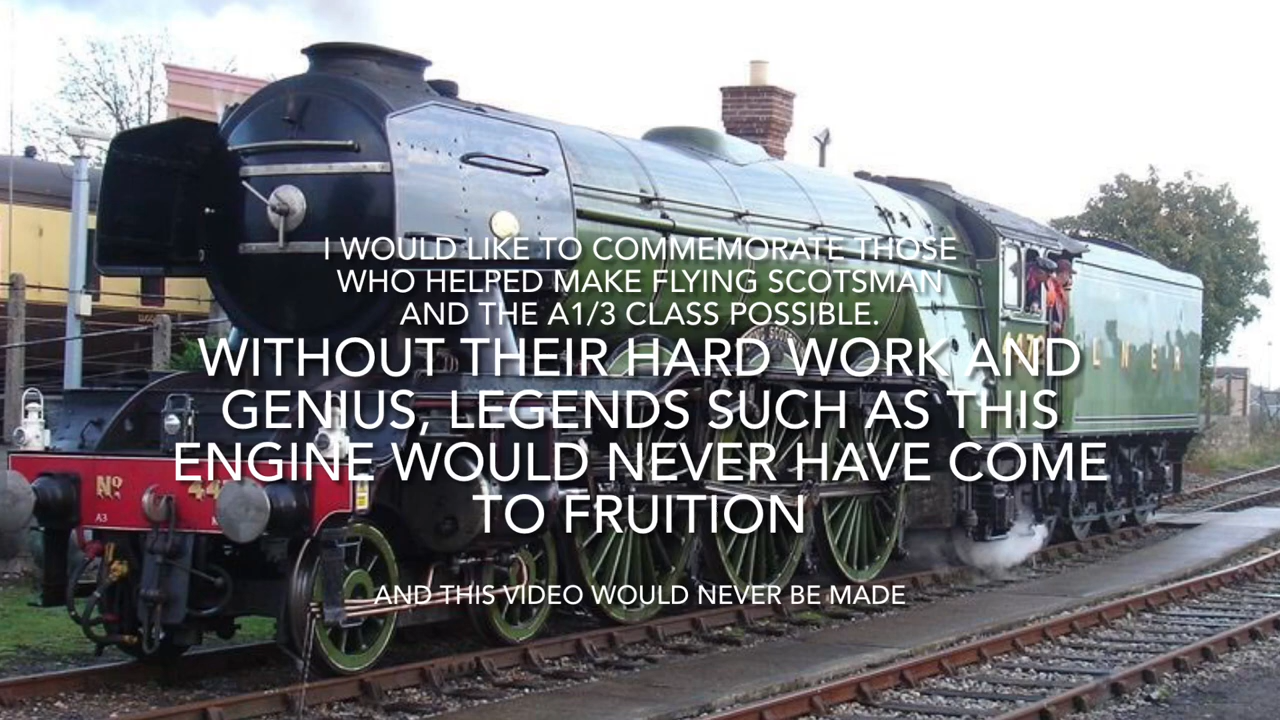 I WOULD LIKE TO COMMEMORATE THOSE
WHO HELPED MAKE FLYING SCOTSMAN
AND THE A1/3 CLASS POSSIBLE.
WITHOUT THEIR HARD WORK AND
GENIUS, LEGENDS SUCH AS THIS
ENGINE WOULD NEVER HAVE COME
TO FRUITION
AND THIS VIDEO WOULD NEVER BE MADE
L N E R
Nº
A3